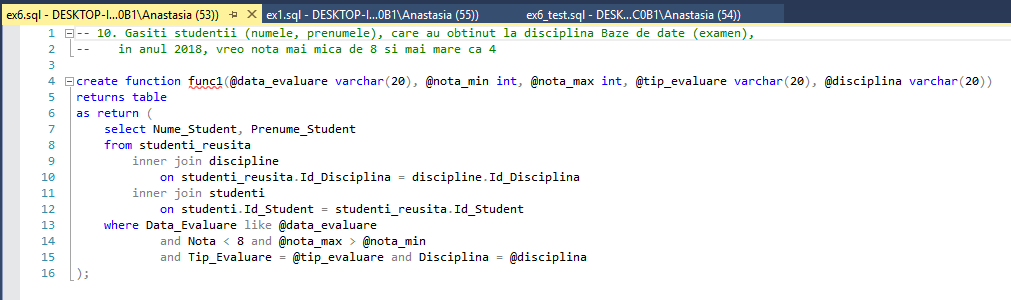 ex6.sql - DESKTOP-I...0B1\Anastasia (53)) ex1.sql - DESKTOP-I...0B1\Anastasia (55)) ex6_test.sql - DESK...C0B1\Anastasia (54))
1 -- 10. Gasiti studentii (numele, prenumele), care au obtinut la disciplina Baze de date (examen),
2 -- in anul 2018, vreo nota mai mica de 8 si mai mare ca 4
3
4 create function func1(@data_evaluare varchar(20), @nota_min int, @nota_max int, @tip_evaluare varchar(20), @disciplina varchar(20))
5 returns table
6 as return (
7 select Nume_Student, Prenume_Student
8 from studenti_reusita
9 inner join discipline
10 on studenti_reusita.Id_Disciplina = discipline.Id_Disciplina
11 inner join studenti
12 on studenti.Id_Student = studenti_reusita.Id_Student
13 where Data_Evaluare like @data_evaluare
14 and Nota < 8 and @nota_max > @nota_min
15 and Tip_Evaluare = @tip_evaluare and Disciplina = @disciplina
16 );